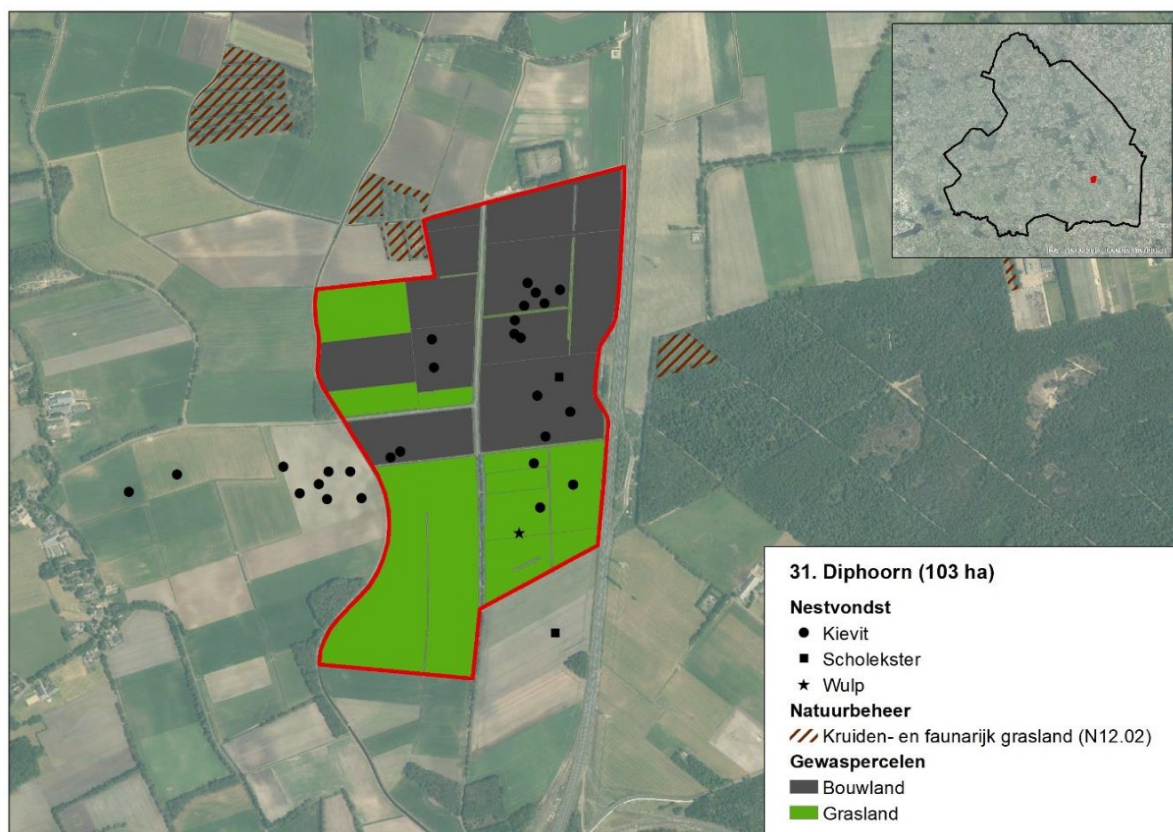 31. Diphoorn (103 ha)
Nestvondst
Kievit
Scholekster
Wulp
Natuurbeheer
Kruiden- en faunarijk grasland (N12.02)
Gewaspercelen
Bouwland
Grasland